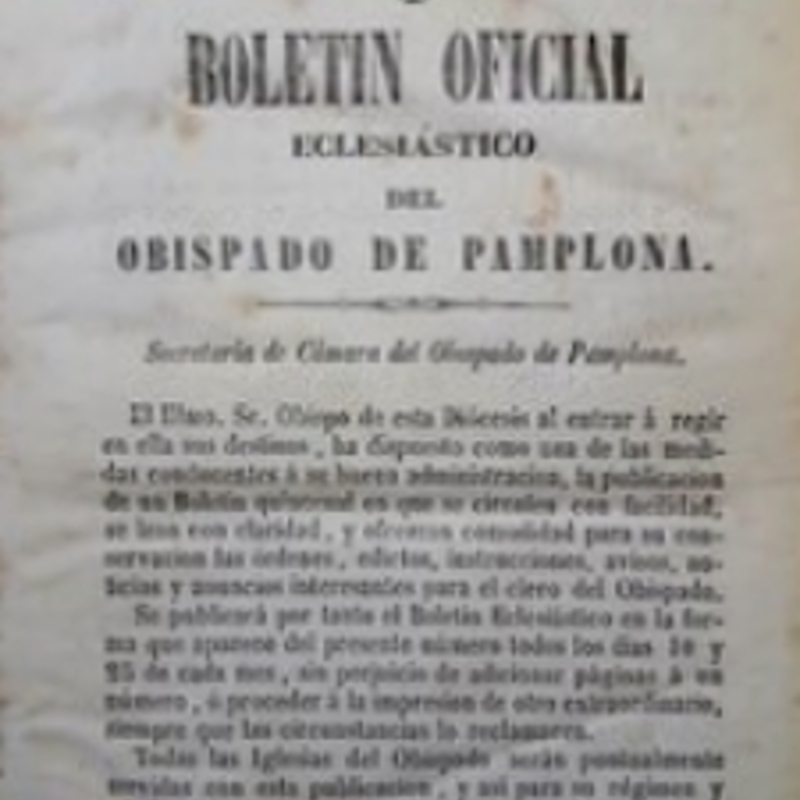 BOLETIN OFICIAL
ECLESIÁSTICO
DEL
OBISPADO DE PAMPLONA.
Secretaría de Cámara del Obispado de Pamplona.
El Ilmo. Sr. Obispo de esta Diócesis al entrar á regir
en ella sus destinos, ha dispuesto como una de las medi-
das conducentes á su buena administracion, la publicacion
de un Boletin quincenal en que se circulen con facilidad,
se lean con claridad, y ofrezcan comodidad para su con-
servacion las órdenes, edictos, instrucciones, avisos, no-
ticias y anuncios interesantes para el clero del Obispado.
Se publicará por tanto el Boletin Eclesiástico en la for-
ma que aparece del presente número todos los dias 10 y
25 de cada mes, sin perjuicio de adicionar páginas á un
número, ó proceder á la impresion de otro extraordinario,
siempre que las circunstancias lo reclamaren.
Todas las Iglesias del Obispado serán puntualmente
servidas con esta publicacion, y asi para su régimen y